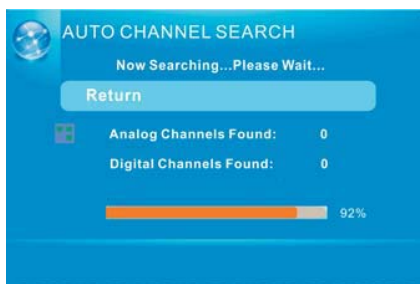 AUTO CHANNEL SEARCH
Now Searching...Please Wait...
Return
Analog Channels Found: 0
Digital Channels Found: 0
92%